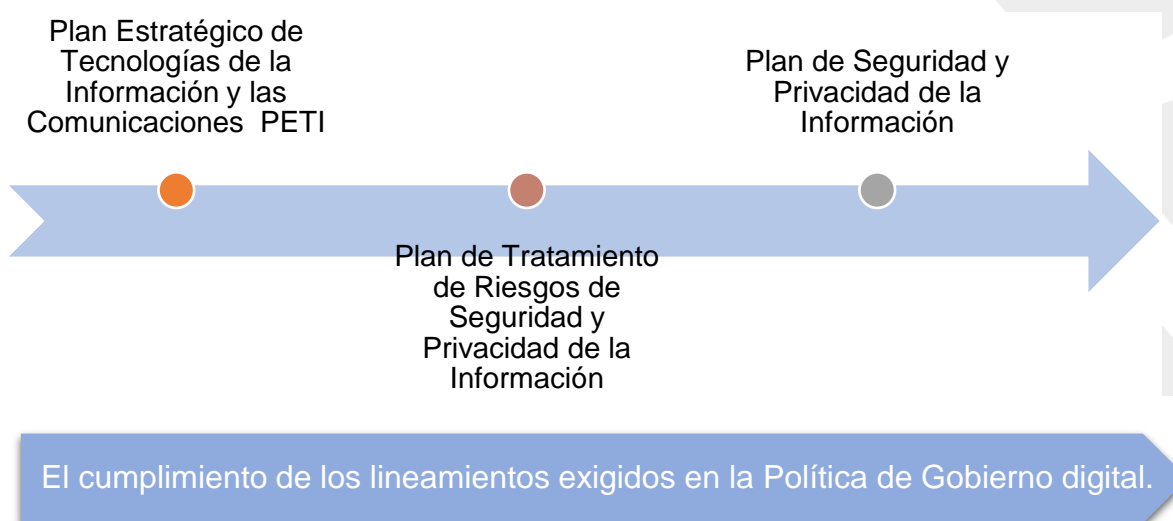 Plan Estratégico de
Tecnologías de la
Información y las
Comunicaciones  PETI
Plan de Tratamiento
de Riesgos de
Seguridad y
Privacidad de la
Información
Plan de Seguridad y
Privacidad de la
Información
El cumplimiento de los lineamientos exigidos en la Política de Gobierno digital.